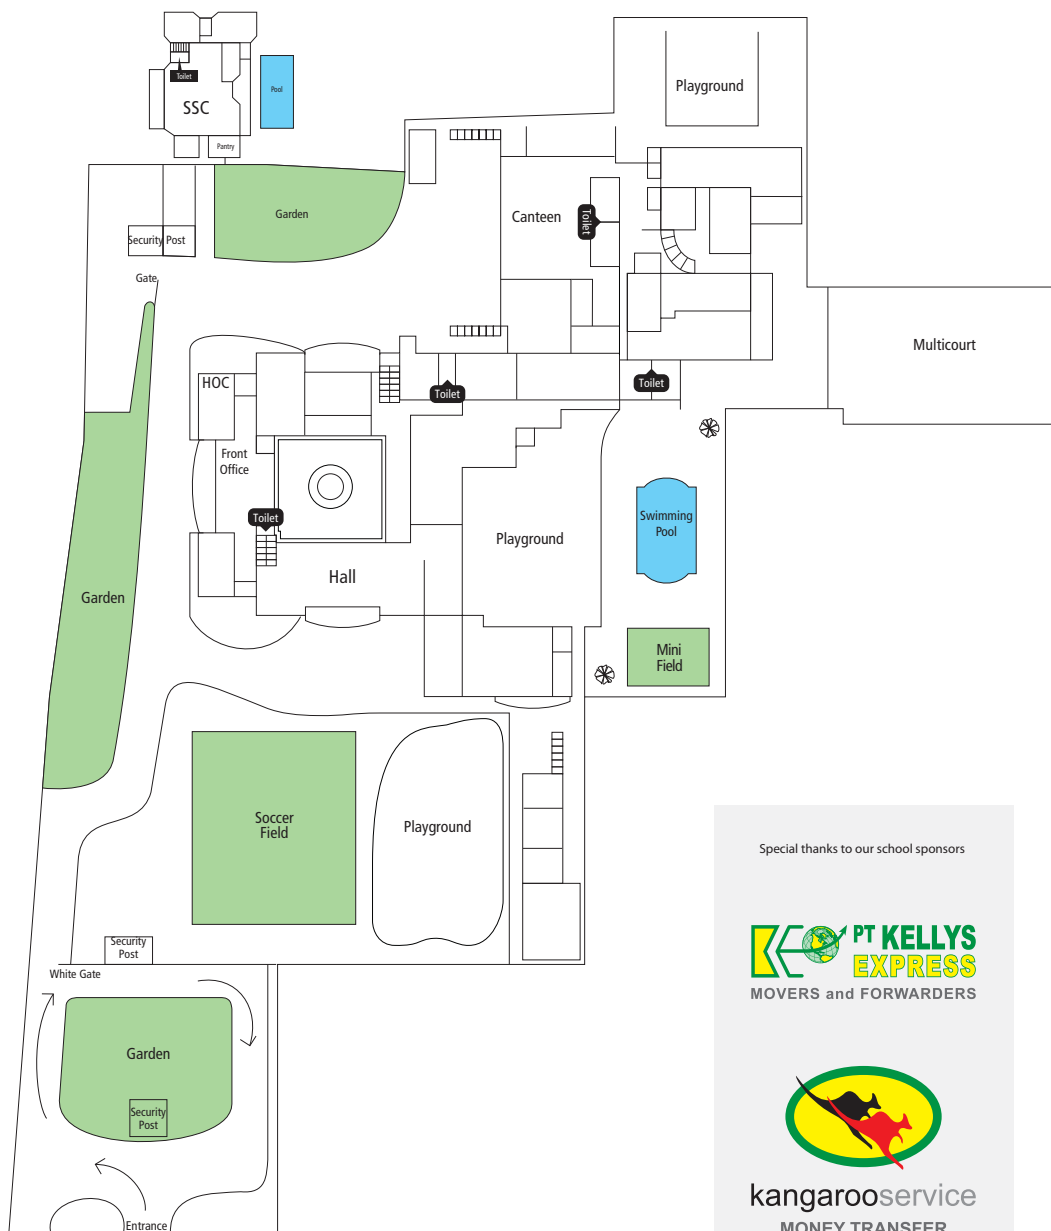 Toilet
SSC
Pool
Pantry
Playground
Garden
Canteen
Toilet
Security Post
Gate
Multicourt
HOC
Toilet
Toilet
Front
Office
Toilet
Swimming
Pool
Playground
Hall
Garden
Mini
Field
Soccer
Field
Playground
Special thanks to our school sponsors
PT KELLYS
EXPRESS
MOVERS and FORWARDERS
Security
Post
White Gate
Garden
Security
Post
Entrance
kangarooservice
MONEY TRANSFER